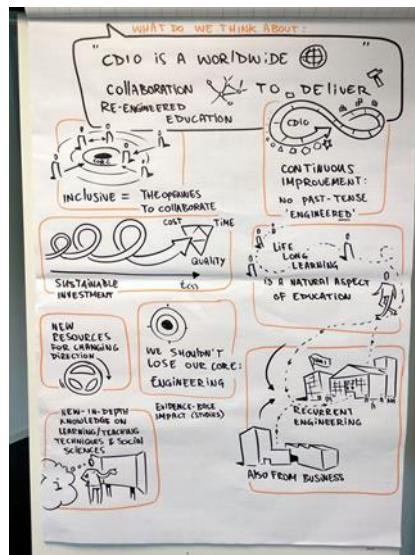 WHAT DO WE THINK ABOUT:
"CDIO IS A WORLDWIDE
COLLABORATION TO DELIVER
RE-ENGINEERED
EDUCATION
CDIO
INCLUSIVE = THE OPENNES
TO COLLABORATE
CONTINUOUS
IMPROVEMENT:
NO PAST-TENSE
'ENGINEERED'
COST TIME
QUALITY
SUSTAINABLE
INVESTMENT
LIFE
LONG
LEARNING
IS A NATURAL ASPECT
OF EDUCATION
NEW
RESOURCES
FOR CHANGING
DIRECTION
WE SHOULDN'T
LOSE OUR CORE:
ENGINEERING
EVIDENCE-BASE
IMPACT (STUDIES)
NEW-IN-DEPTH
KNOWLEDGE ON
LEARNING/TEACHING
TECHNIQUES & SOCIAL
SCIENCES
RECURRENT
ENGINEERING
ALSO FROM BUSINESS